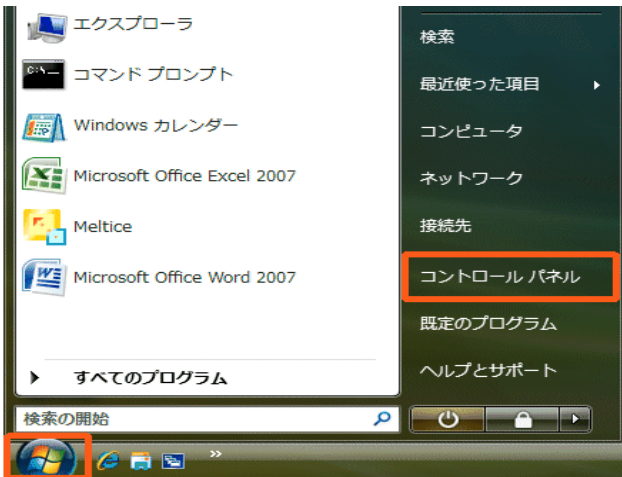 エクスプローラ
コマンド プロンプト
Windows カレンダー
Microsoft Office Excel 2007
Meltice
Microsoft Office Word 2007
すべてのプログラム
検索の開始
検索
最近使った項目
コンピュータ
ネットワーク
接続先
コントロール パネル
既定のプログラム
ヘルプとサポート